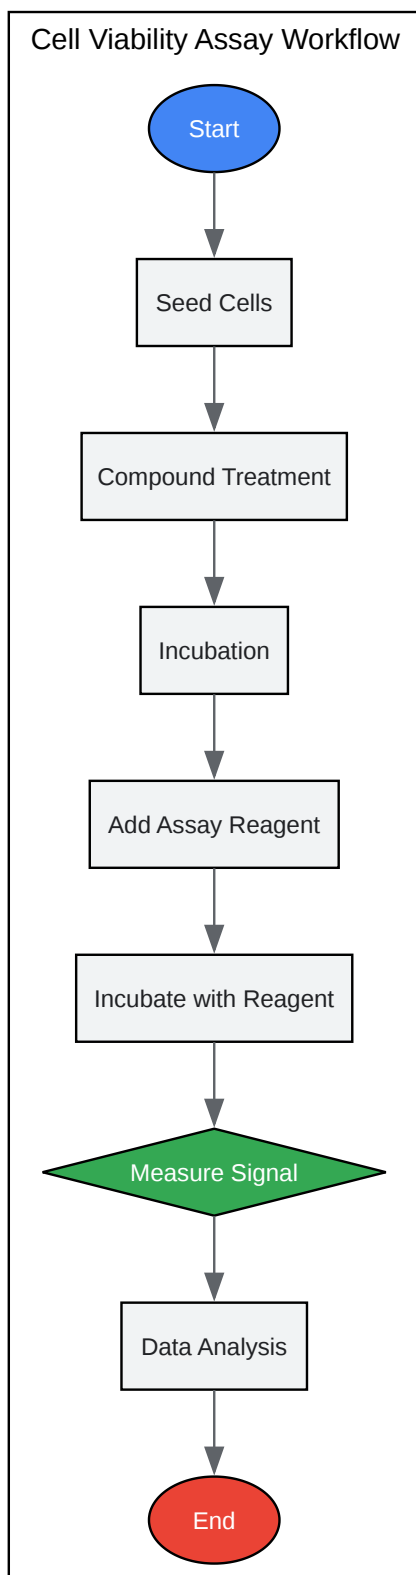 Cell Viability Assay Workflow
Start
Seed Cells
Compound Treatment
Incubation
Add Assay Reagent
Incubate with Reagent
Measure Signal
Data Analysis
End